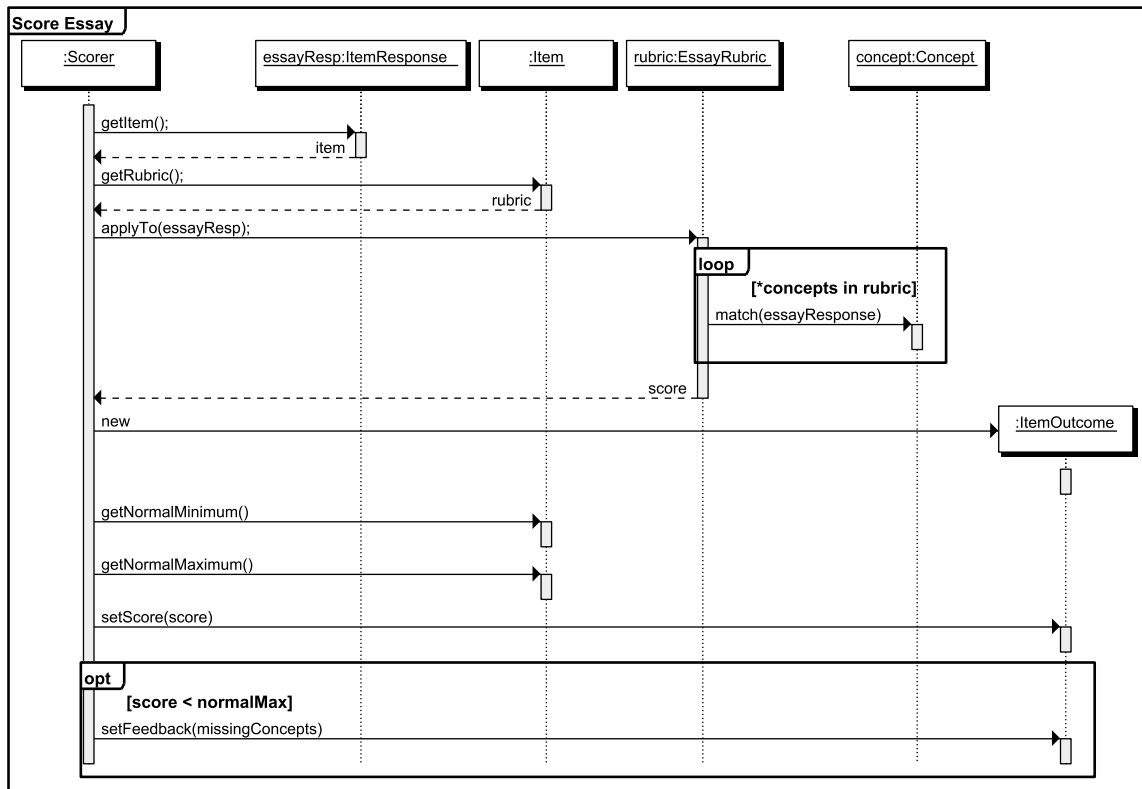 Score Essay
:Scorer
essayResp:ItemResponse
:Item
rubric:EssayRubric
concept:Concept
getItem();
item
getRubric();
rubric
applyTo(essayResp);
loop
[*concepts in rubric]
match(essayResponse)
score
new
:ItemOutcome
getNormalMinimum()
getNormalMaximum()
setScore(score)
opt
[score < normalMax]
setFeedback(missingConcepts)